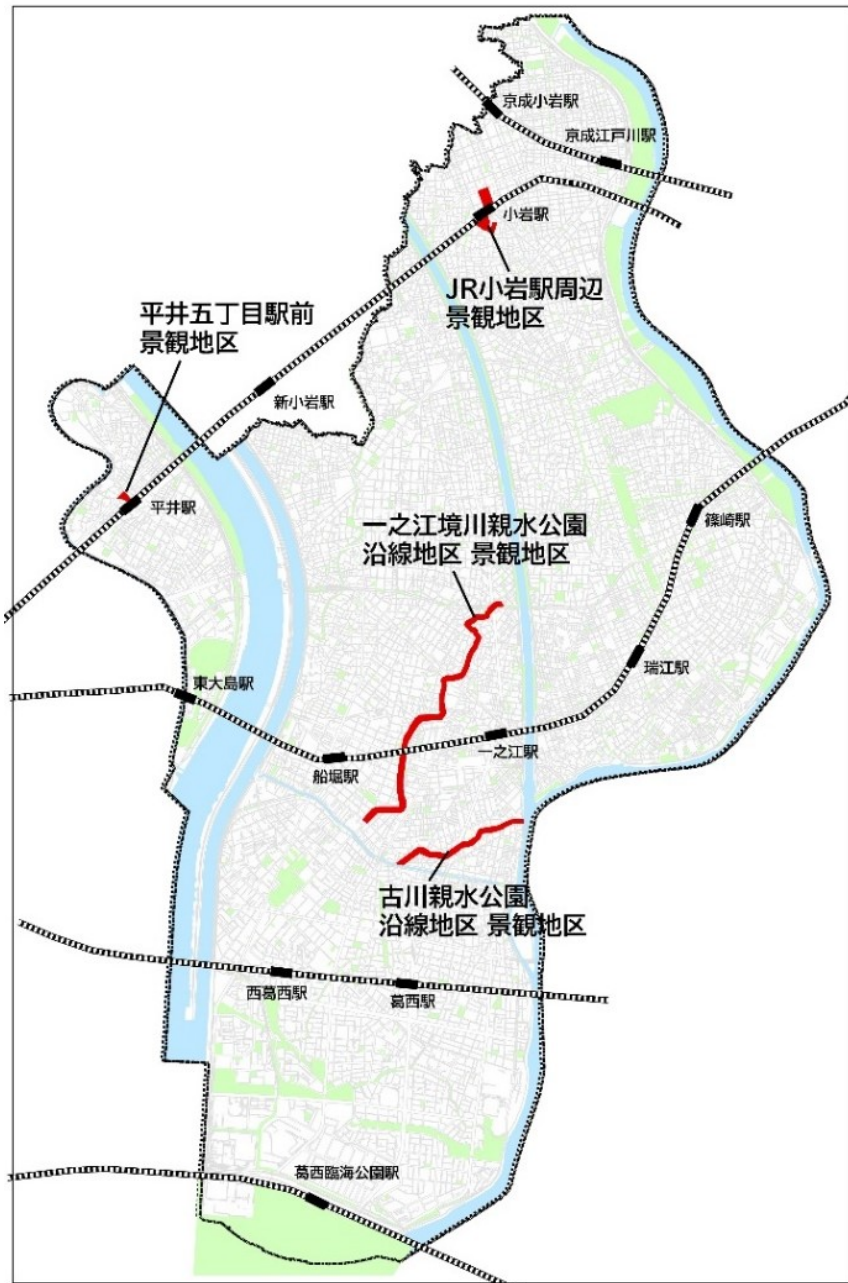 京成小岩駅
京成江戸川駅
小岩駅
JR小岩駅周辺
景観地区
平井五丁目駅前
景観地区
新小岩駅
平井駅
篠崎駅
一之江境川親水公園
沿線地区 景観地区
瑞江駅
東大島駅
一之江駅
船堀駅
古川親水公園
沿線地区 景観地区
西葛西駅
葛西駅
葛西臨海公園駅